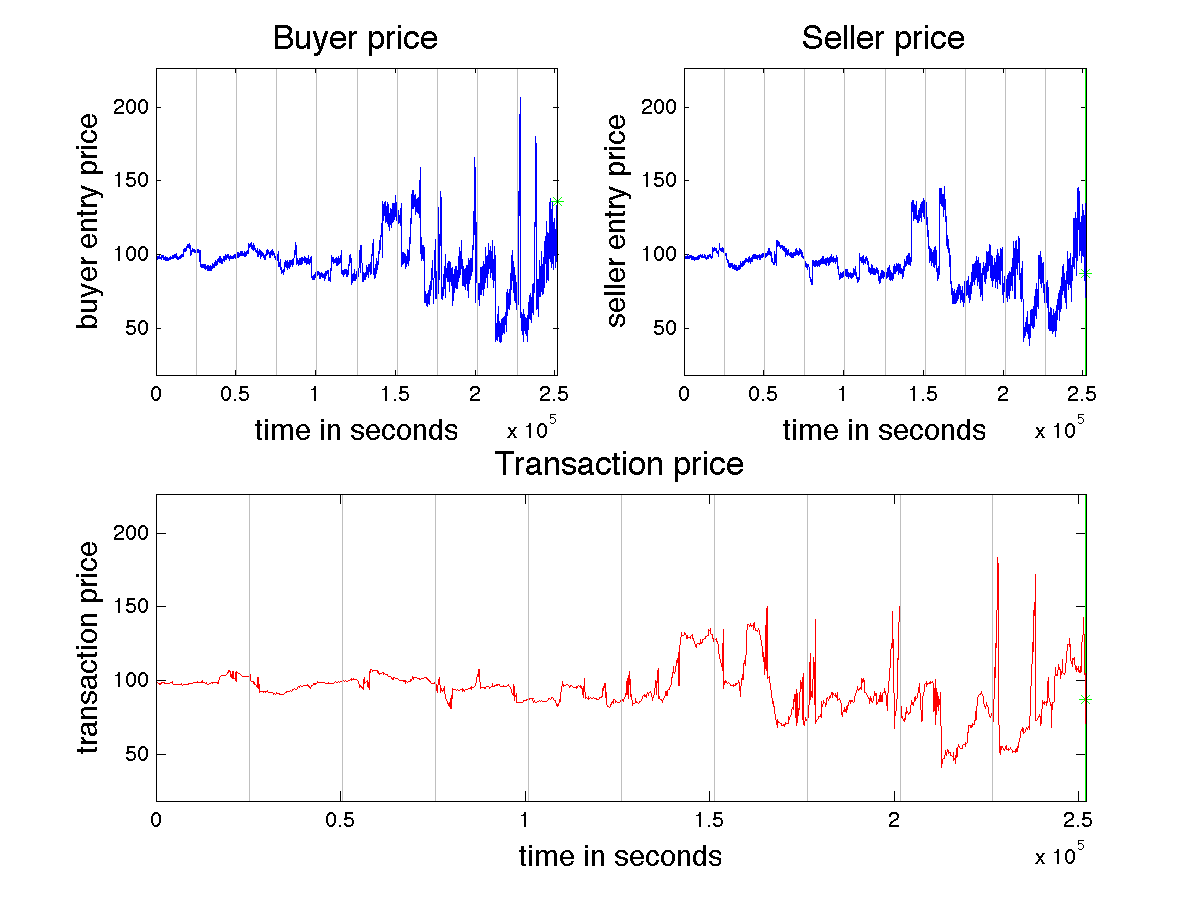 Buyer price
Seller price
buyer entry price
200
150
100
50
0 0.5 1 1.5 2 2.5
time in seconds
x 10^5
seller entry price
200
150
100
50
0 0.5 1 1.5 2 2.5
time in seconds
x 10^5
Transaction price
transaction price
200
150
100
50
0 0.5 1 1.5 2 2.5
time in seconds
x 10^5